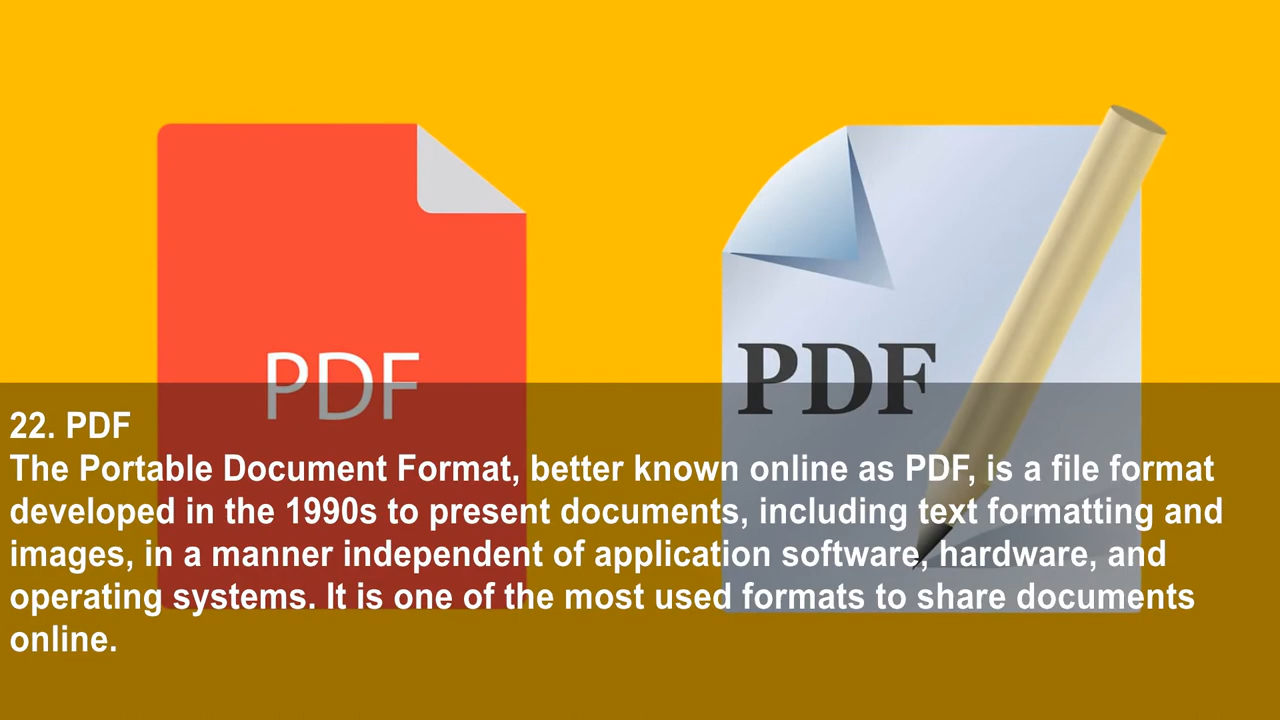 PDF
PDF
22. PDF
The Portable Document Format, better known online as PDF, is a file format
developed in the 1990s to present documents, including text formatting and
images, in a manner independent of application software, hardware, and
operating systems. It is one of the most used formats to share documents
online.